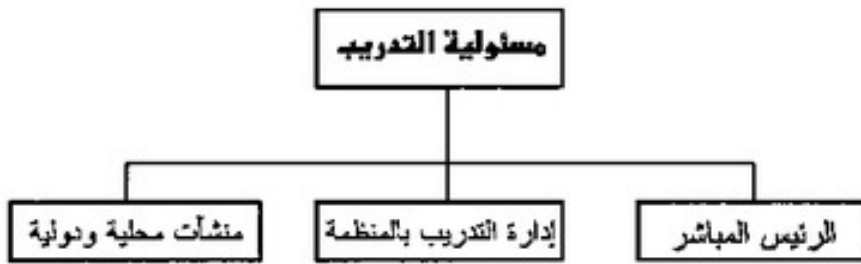 مسئولية التدريب
الرئيس المباشر
إدارة التدريب بالمنظمة
منشآت محلية ودولية